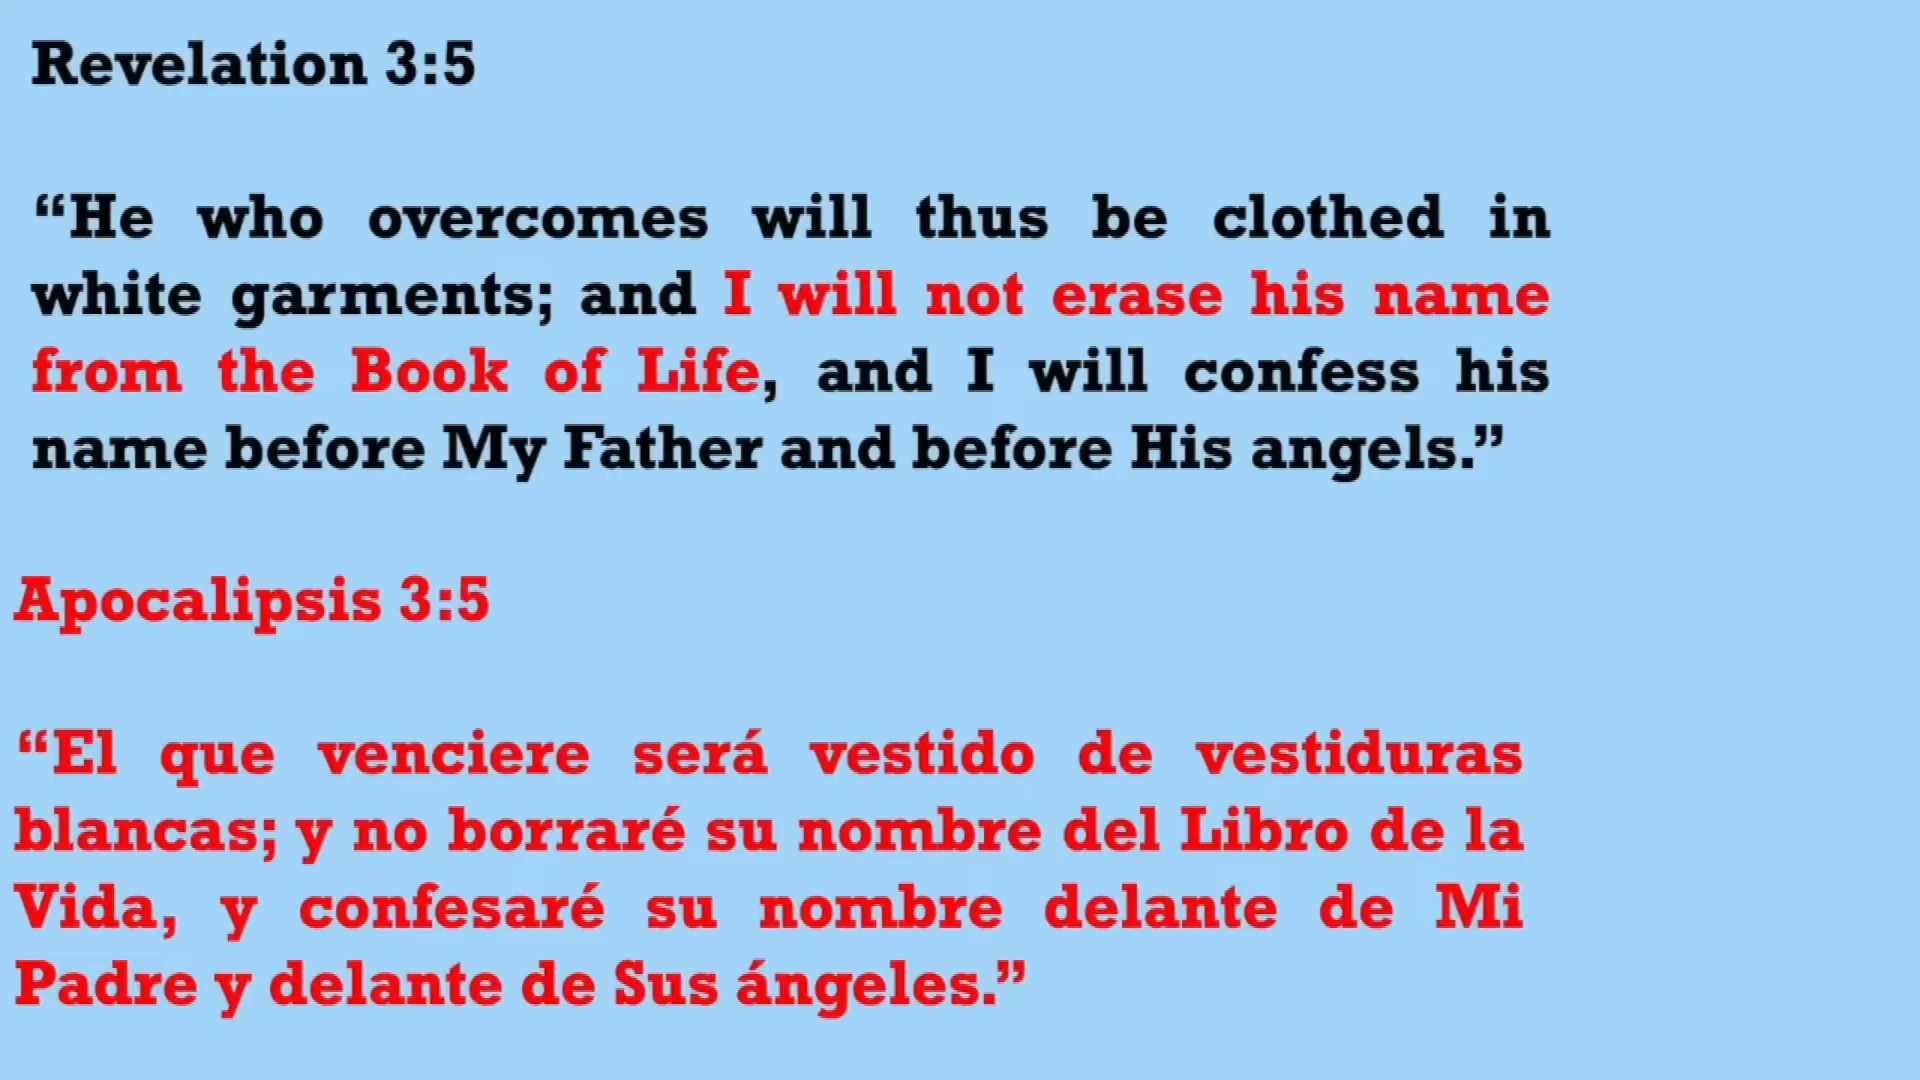 Revelation 3:5
“He who overcomes will thus be clothed in
white garments; and I will not erase his name
from the Book of Life, and I will confess his
name before My Father and before His angels.”
Apocalipsis 3:5
“El que venciere será vestido de vestiduras
blancas; y no borraré su nombre del Libro de la
Vida, y confesaré su nombre delante de Mi
Padre y delante de Sus ángeles.”